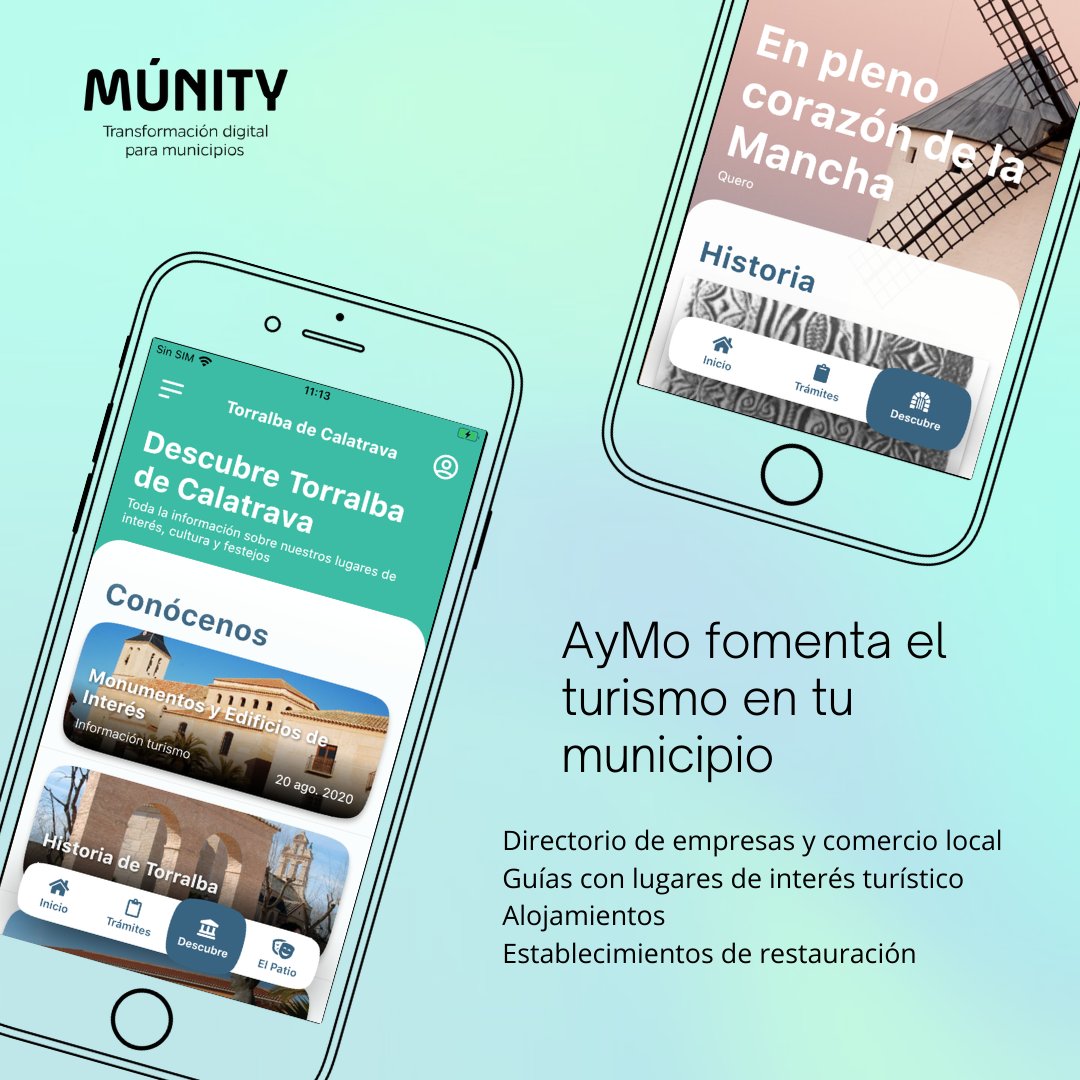 MÚNITY
Transformación digital
para municipios
En pleno
corazón de la
Mancha
Quero
Historia
Inicio
Trámites
Descubre
Sin SIM
11:13
Torralba de Calatrava
Descubre Torralba
de Calatrava
Toda la información sobre nuestros lugares de
interés, cultura y festejos
Conócenos
Monumentos y Edificios de
Interés
Información turismo
20 ago. 2020
Historia de Torralba
Inicio
Trámites
Descubre
El Patio
AyMo fomenta el
turismo en tu
municipio
Directorio de empresas y comercio local
Guías con lugares de interés turístico
Alojamientos
Establecimientos de restauración